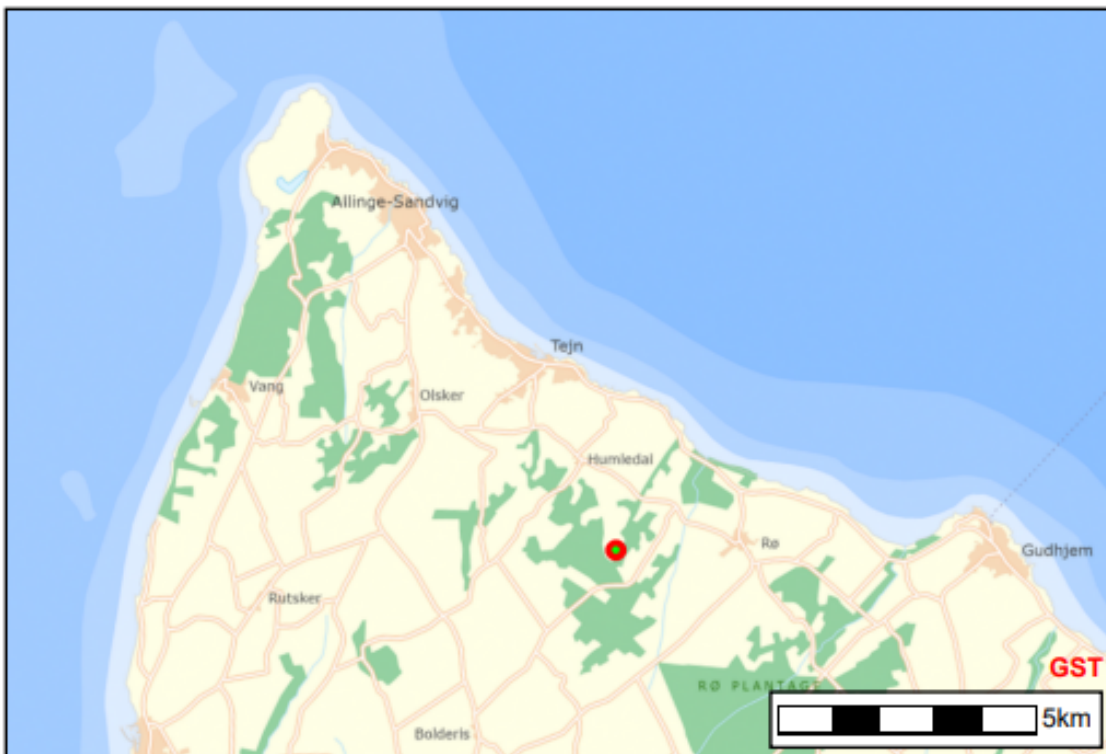 Allinge-Sandvig
Tejn
Vang
Olsker
Humledal
Rø
Gudhjem
Rutsker
GST
RØ PLANTAGE
5km
Bolderis